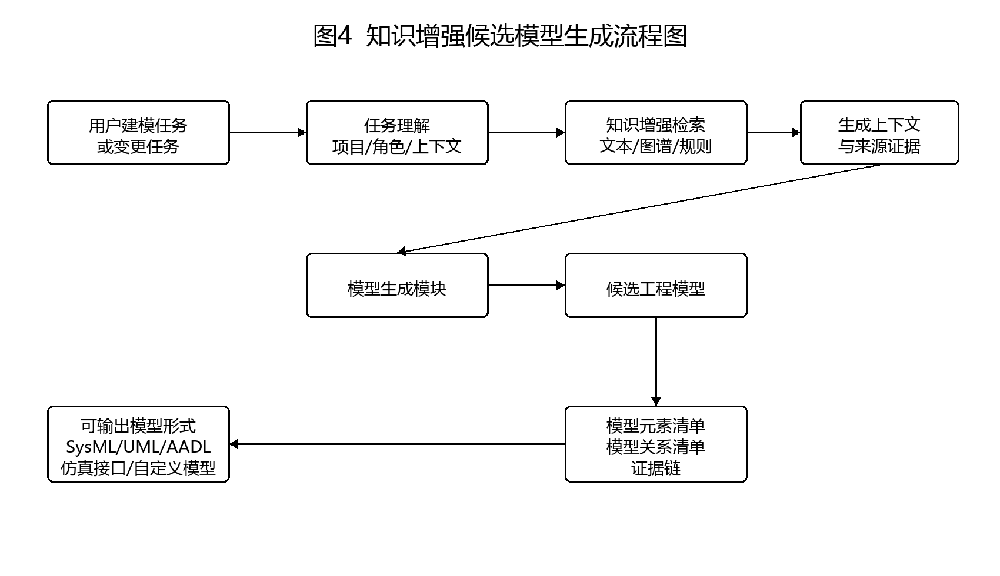 图4 知识增强候选模型生成流程图
用户建模任务
或变更任务
任务理解
项目/角色/上下文
知识增强检索
文本/图谱/规则
生成上下文
与来源证据
模型生成模块
候选工程模型
可输出模型形式
SysML/UML/AADL
仿真接口/自定义模型
模型元素清单
模型关系清单
证据链